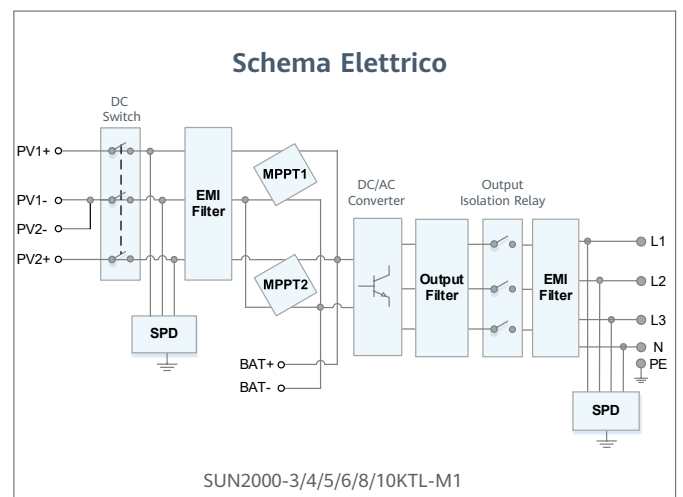 Schema Elettrico
DC
Switch
PV1+
PV1-
PV2-
PV2+
EMI
Filter
MPPT1
MPPT2
SPD
BAT+
BAT-
DC/AC
Converter
Output
Filter
Output
Isolation Relay
EMI
Filter
L1
L2
L3
N
PE
SPD
SUN2000-3/4/5/6/8/10KTL-M1